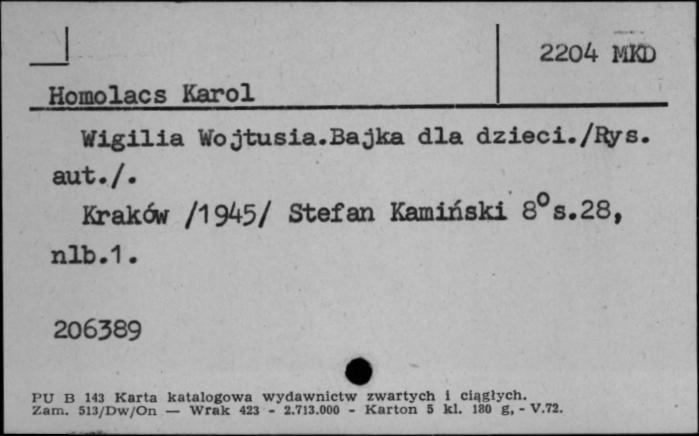 2204 MKD
Homolacs Karol
Wigilia Wojtusia.Bajka dla dzieci./Rys.
aut./.
Kraków /1945/ Stefan Kamiński 8° s.28,
nlb.1.
206389
PU B 143 Karta katalogowa wydawnictw zwartych i ciągłych.
Zam. 513/Dw/On — Wrak 423 - 2.713.000 - Karton 5 kl. 180 g, - V.72.